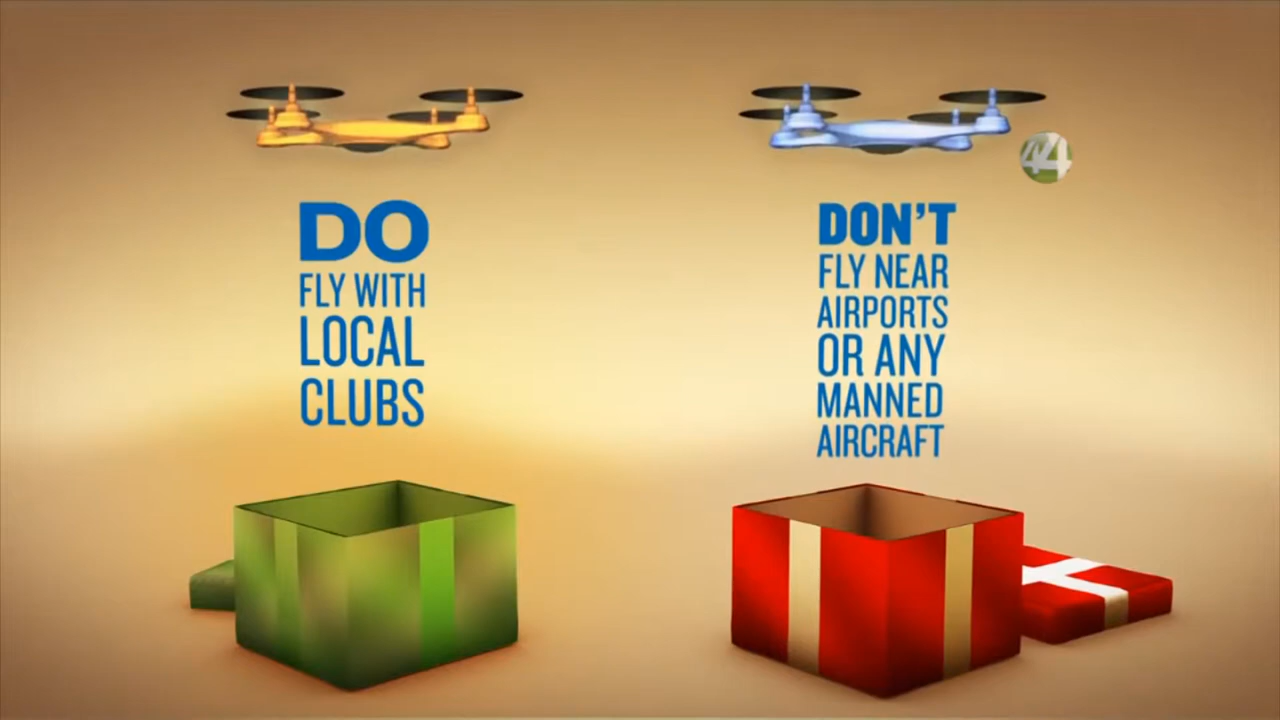 DO
FLY WITH
LOCAL
CLUBS
DON'T
FLY NEAR
AIRPORTS
OR ANY
MANNED
AIRCRAFT
44